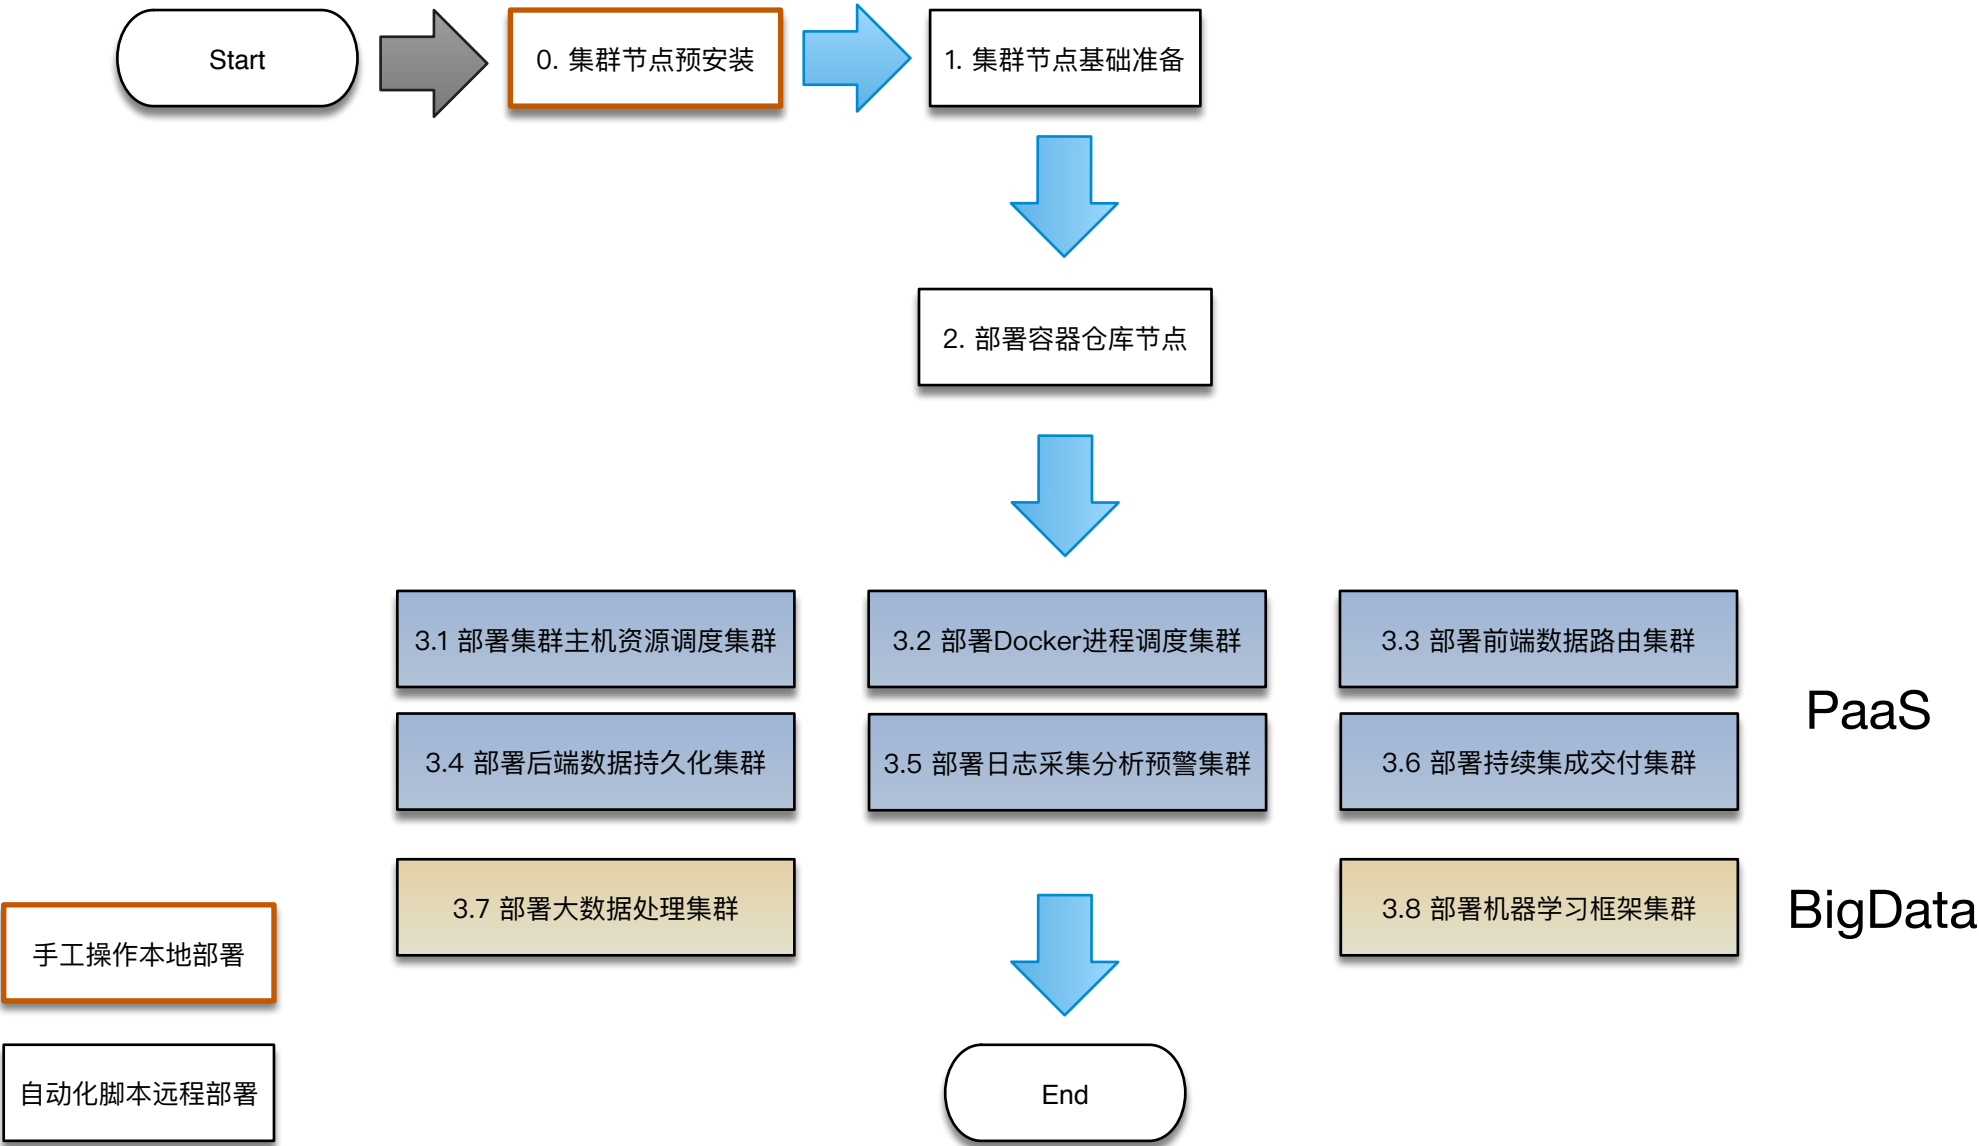 Start
0. 集群节点预安装
1. 集群节点基础准备
2. 部署容器仓库节点
3.1 部署集群主机资源调度集群
3.2 部署Docker进程调度集群
3.3 部署前端数据路由集群
PaaS
3.4 部署后端数据持久化集群
3.5 部署日志采集分析预警集群
3.6 部署持续集成交付集群
3.7 部署大数据处理集群
3.8 部署机器学习框架集群
BigData
手工操作本地部署
自动化脚本远程部署
End